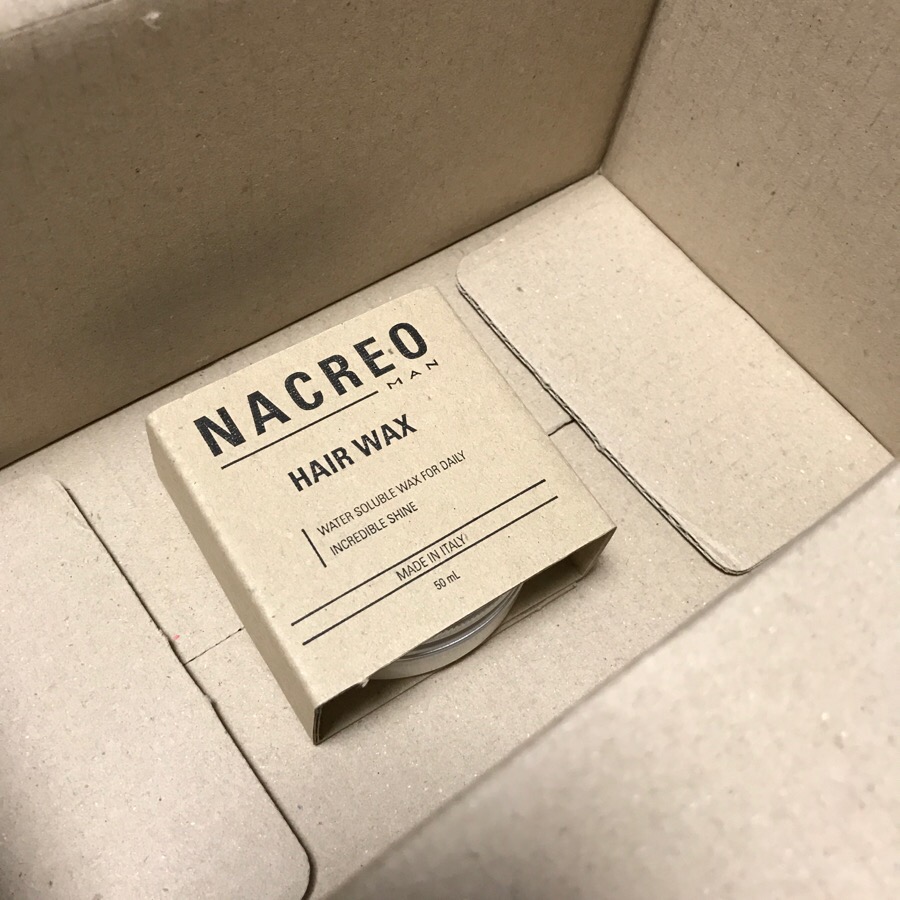 NACREO
MAN
HAIR WAX
WATER SOLUBLE WAX FOR DAILY
INCREDIBLE SHINE
MADE IN ITALY
50 mL